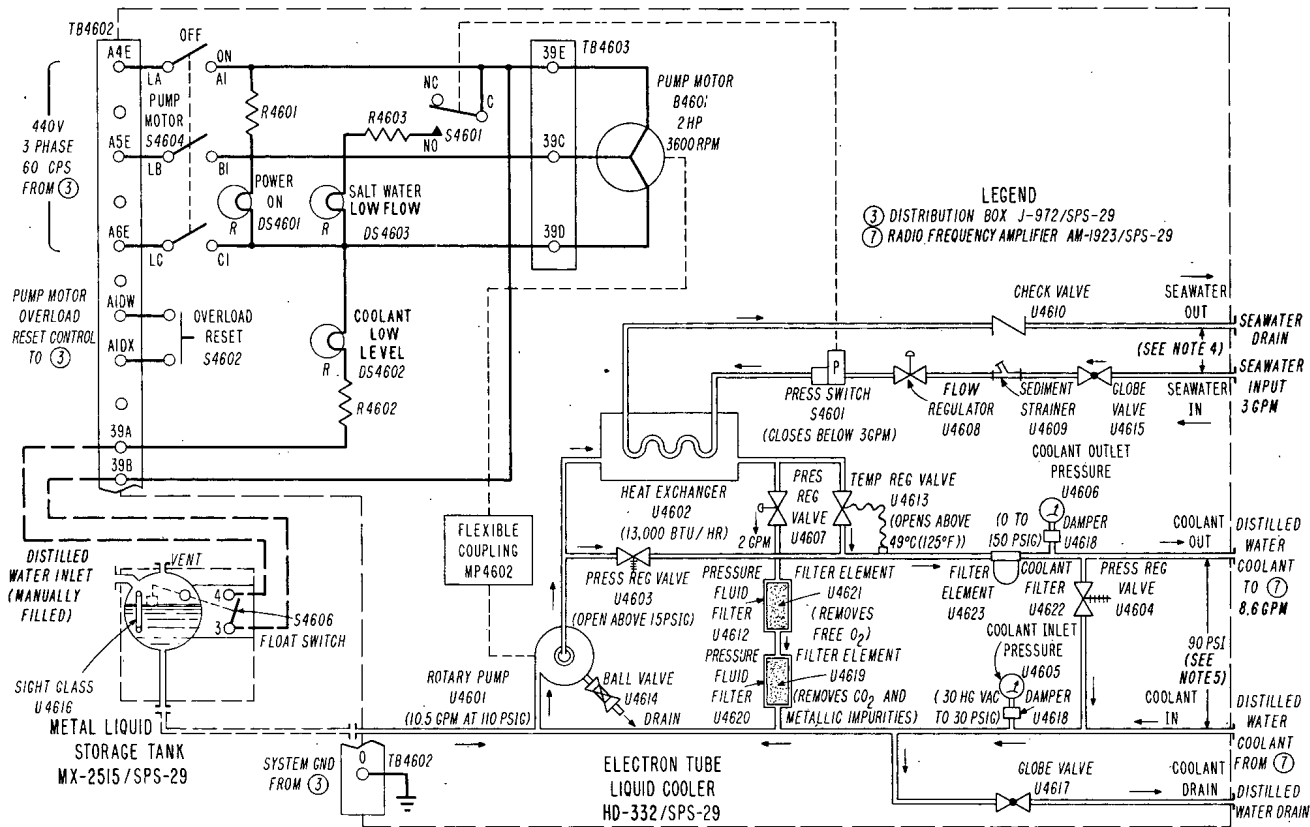 TB4602
OFF
A4E
ON
LA
A1
440V
3 PHASE
60 CPS
FROM ③
PUMP
MOTOR
S4604
A5E
LB
B1
A6E
LC
C1
R4601
POWER
ON
DS4601
R
R4603
NC
C
NO
S4601
SALT WATER
LOW FLOW
R
DS4603
39E
TB4603
39C
39D
PUMP MOTOR
B4601
2 HP
3600 RPM
LEGEND
③ DISTRIBUTION BOX J-972/SPS-29
⑦ RADIO FREQUENCY AMPLIFIER AM-1923/SPS-29
PUMP MOTOR
OVERLOAD
RESET CONTROL
TO ③
A10W
A10X
OVERLOAD
RESET
S4602
COOLANT
LOW
LEVEL
DS4602
R
R4602
39A
39B
CHECK VALVE
U4610
SEAWATER
OUT
SEAWATER
DRAIN
(SEE NOTE 4)
SEAWATER
INPUT
3 GPM
P
PRESS SWITCH
S4601
(CLOSES BELOW 3GPM)
FLOW
REGULATOR
U4608
SEDIMENT
STRAINER
U4609
GLOBE
VALVE
U4615
SEAWATER
IN
HEAT EXCHANGER
U4602
(13,000 BTU/HR)
PRES
REG
VALVE
U4607
2 GPM
TEMP REG VALVE
U4613
(OPENS ABOVE
49°C(125°F))
COOLANT OUTLET
PRESSURE
U4606
(0 TO
150 PSIG)
DAMPER
U4618
COOLANT
OUT
DISTILLED
WATER
COOLANT
TO ⑦
8.6 GPM
FLEXIBLE
COUPLING
MP4602
PRESS REG VALVE
U4603
(OPEN ABOVE 15PSIG)
PRESSURE
FLUID
FILTER
U4612
FILTER ELEMENT
U4621
(REMOVES
FREE O2)
FILTER
ELEMENT
U4623
COOLANT
FILTER
U4622
PRESS REG
VALVE
U4604
DISTILLED
WATER INLET
(MANUALLY
FILLED)
VENT
4
3
S4606
FLOAT SWITCH
SIGHT GLASS
U4616
METAL LIQUID
STORAGE TANK
MX-2515/SPS-29
ROTARY PUMP
U4601
(10.5 GPM AT 110 PSIG)
BALL VALVE
U4614
DRAIN
PRESSURE
FLUID
FILTER
U4620
FILTER ELEMENT
U4619
(REMOVES CO2 AND
METALLIC IMPURITIES)
COOLANT INLET
PRESSURE
U4605
(30 HG VAC
TO 30 PSIG)
DAMPER
U4618
90 PSI
(SEE
NOTE5)
COOLANT
IN
DISTILLED
WATER
COOLANT
FROM ⑦
SYSTEM GND
FROM ③
O
TB4602
ELECTRON TUBE
LIQUID COOLER
HD-332/SPS-29
GLOBE VALVE
U4617
COOLANT
DRAIN
DISTILLED
WATER DRAIN